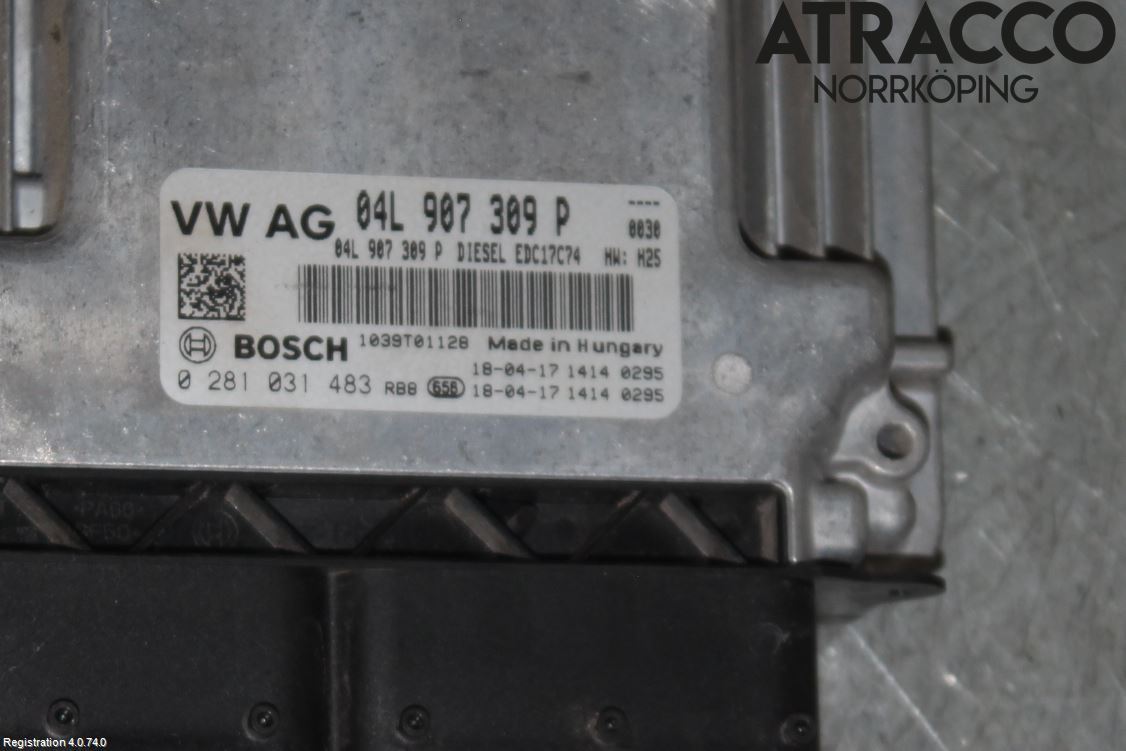 ATRACCO
NORRKÖPING
VW AG 04L 907 309 P ----
0030
04L 907 309 P DIESEL EDC17C74 HW: H25
BOSCH 1039T01128 Made in Hungary
18-04-17 1414 0295
0 281 031 483 RBB 656 18-04-17 1414 0295
Registration 4.0.74.0